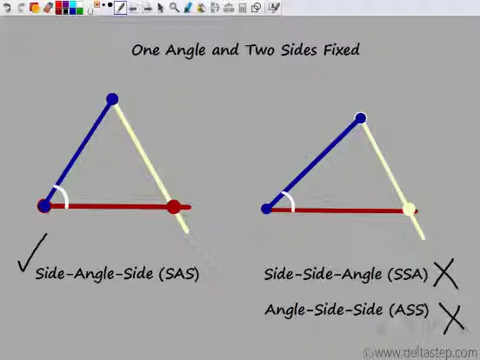 One Angle and Two Sides Fixed
Side-Angle-Side (SAS)
Side-Side-Angle (SSA)
Angle-Side-Side (ASS)
©www.deltastep.com